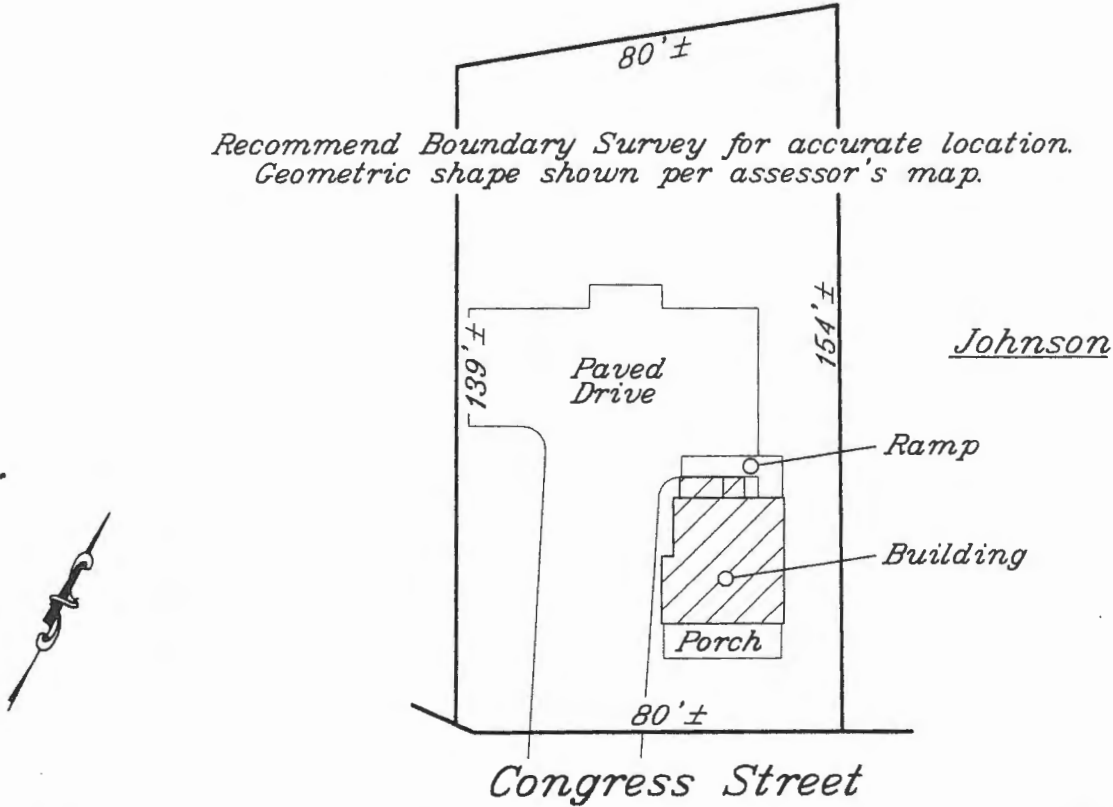 80'±
Recommend Boundary Survey for accurate location.
Geometric shape shown per assessor's map.
139'±
Paved
Drive
154'±
Johnson
Ramp
Building
Porch
80'±
Congress Street